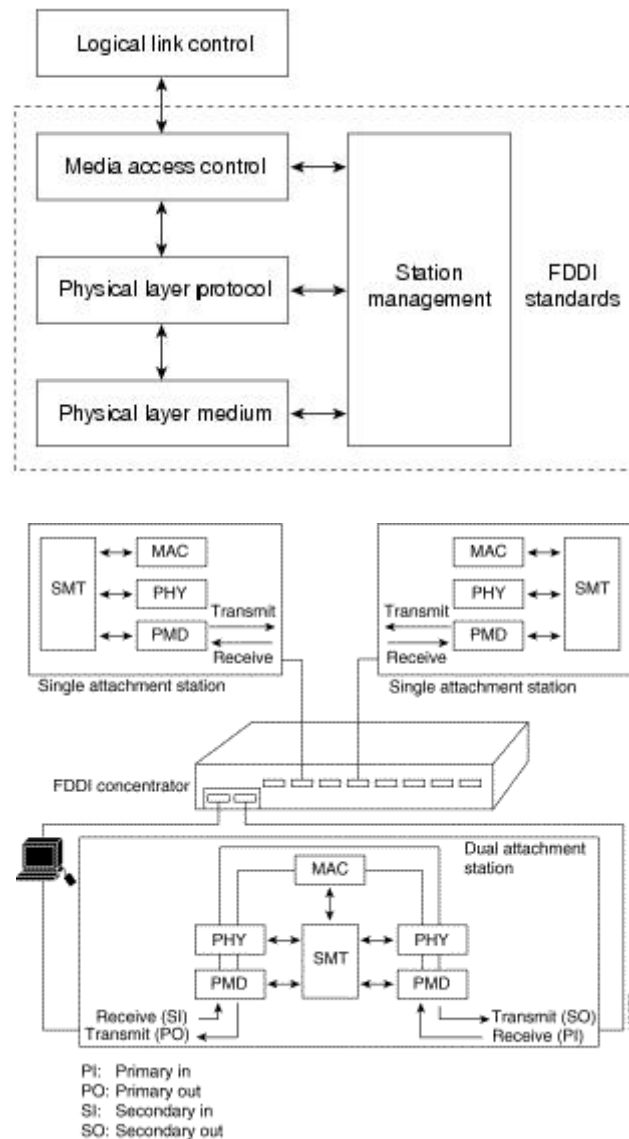 Logical link control
Media access control
Physical layer protocol
Physical layer medium
Station
management
FDDI
standards
SMT
MAC
PHY
PMD
Transmit
Receive
Single attachment station
MAC
PHY
PMD
SMT
Transmit
Receive
Single attachment station
FDDI concentrator
Dual attachment
station
MAC
PHY
SMT
PHY
PMD
PMD
Receive (SI)
Transmit (PO)
Transmit (SO)
Receive (PI)
PI: Primary in
PO: Primary out
SI: Secondary in
SO: Secondary out